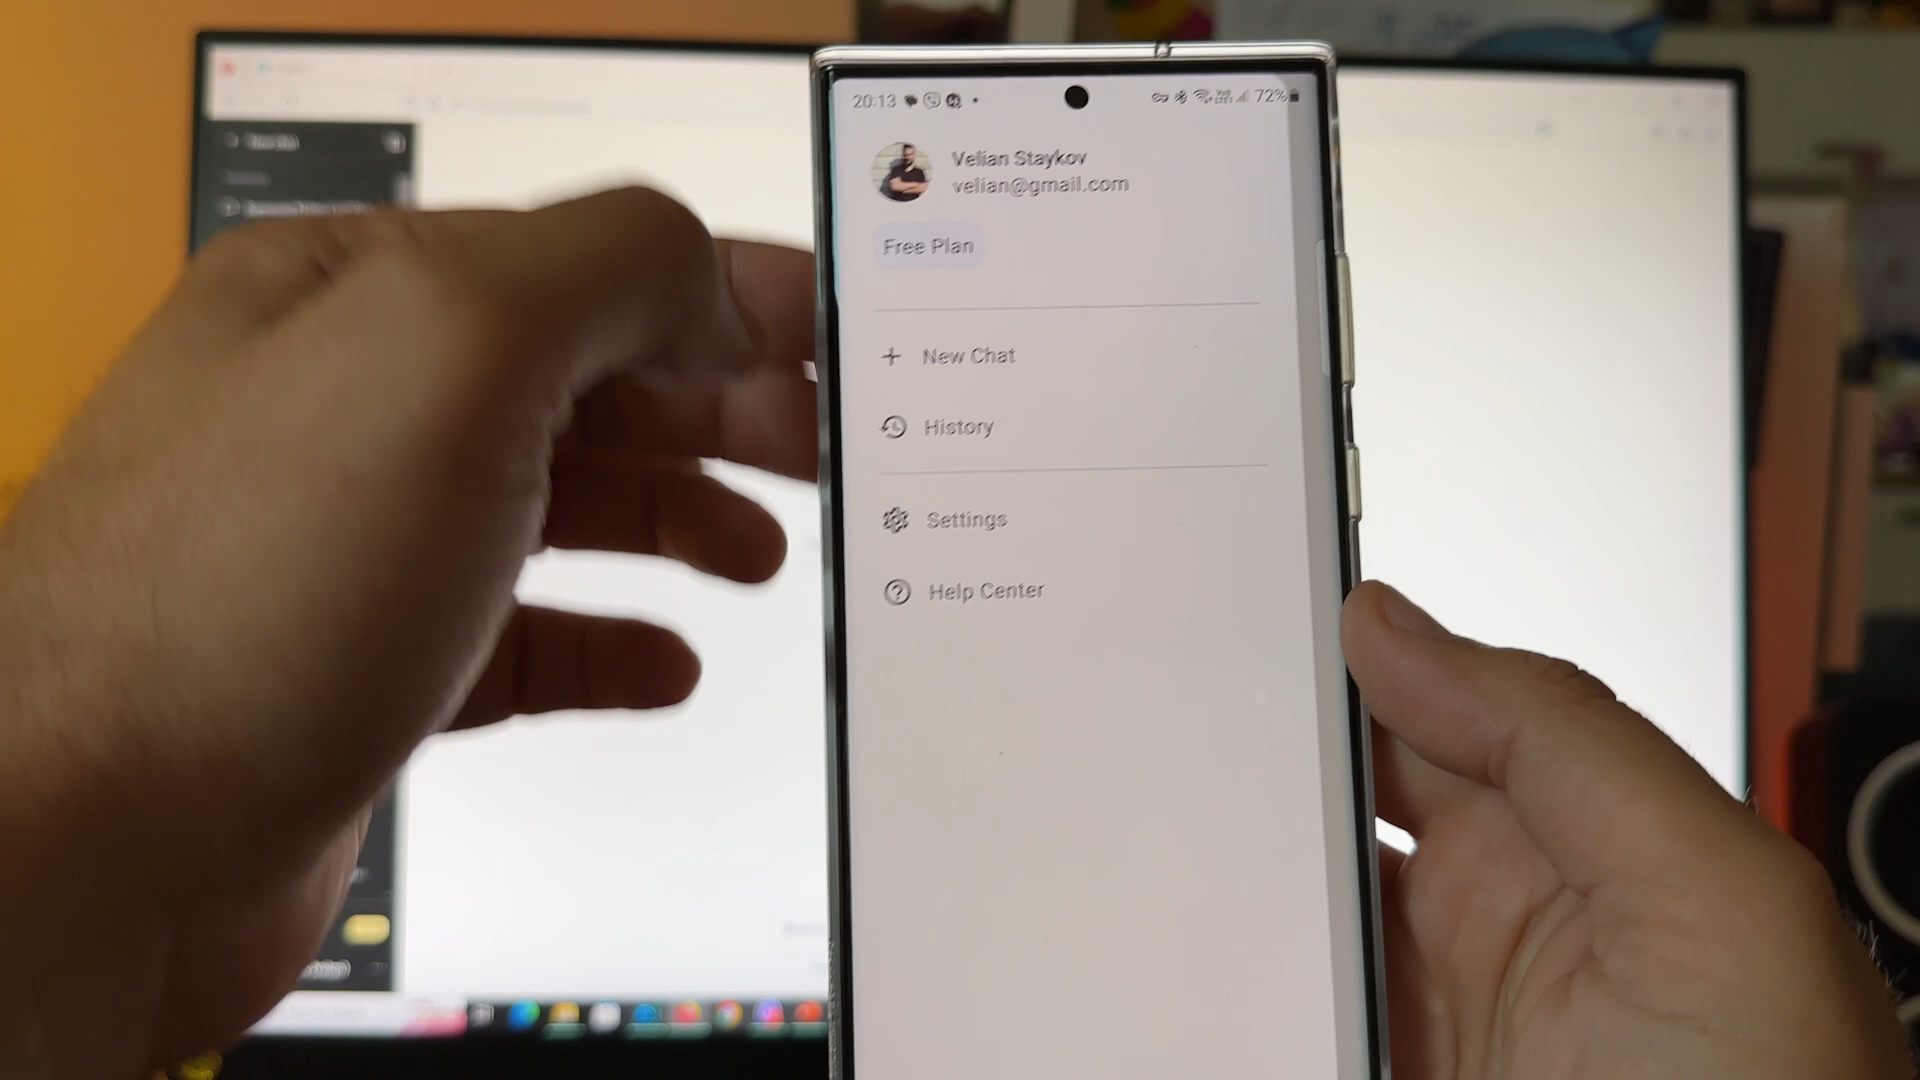 20:13
72%
Velian Staykov
velian@gmail.com
Free Plan
New Chat
History
Settings
Help Center